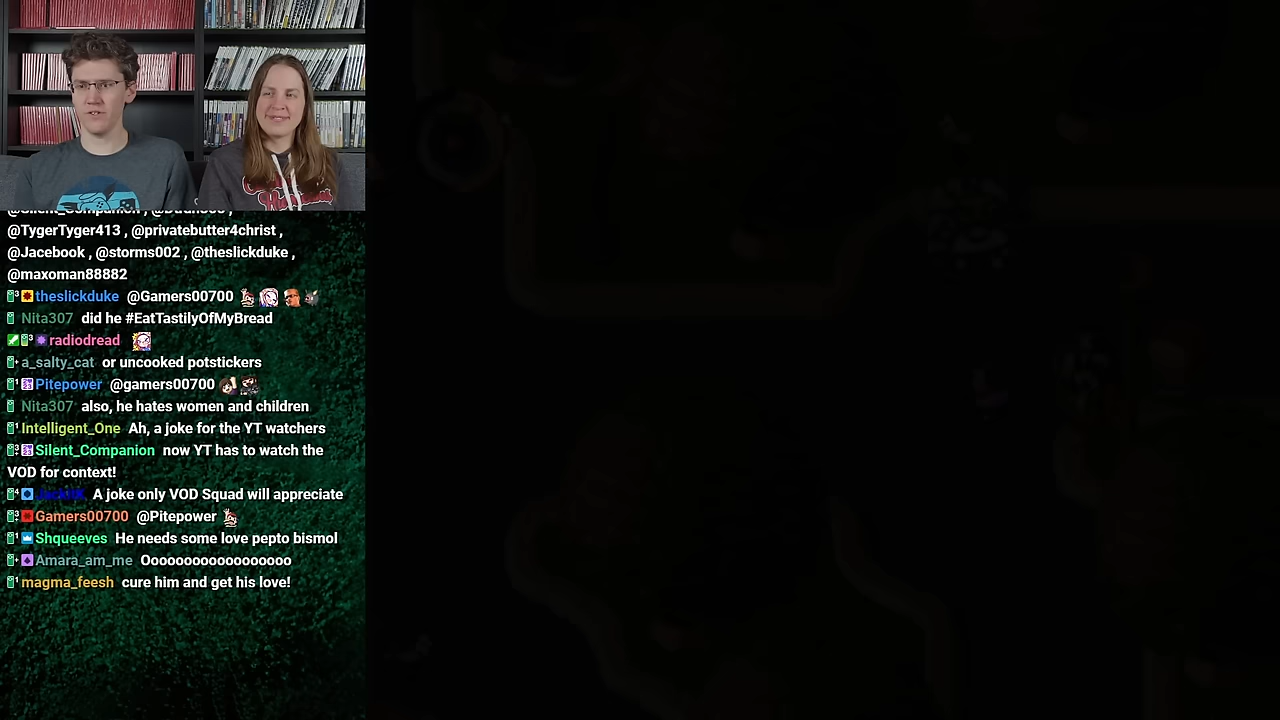 @TygerTyger413 , @privatebutter4christ ,
@Jacebook , @storms002 , @theslickduke ,
@maxoman88882
theslickduke @Gamers00700
Nita307 did he #EatTastilyOfMyBread
radiodread
a_salty_cat or uncooked potstickers
Pitepower @gamers00700
Nita307 also, he hates women and children
Intelligent_One Ah, a joke for the YT watchers
Silent_Companion now YT has to watch the
VOD for context!
A joke only VOD Squad will appreciate
Gamers00700 @Pitepower
Shqueeves He needs some love pepto bismol
Amara_am_me Ooooooooooooooooo
magma_feesh cure him and get his love!